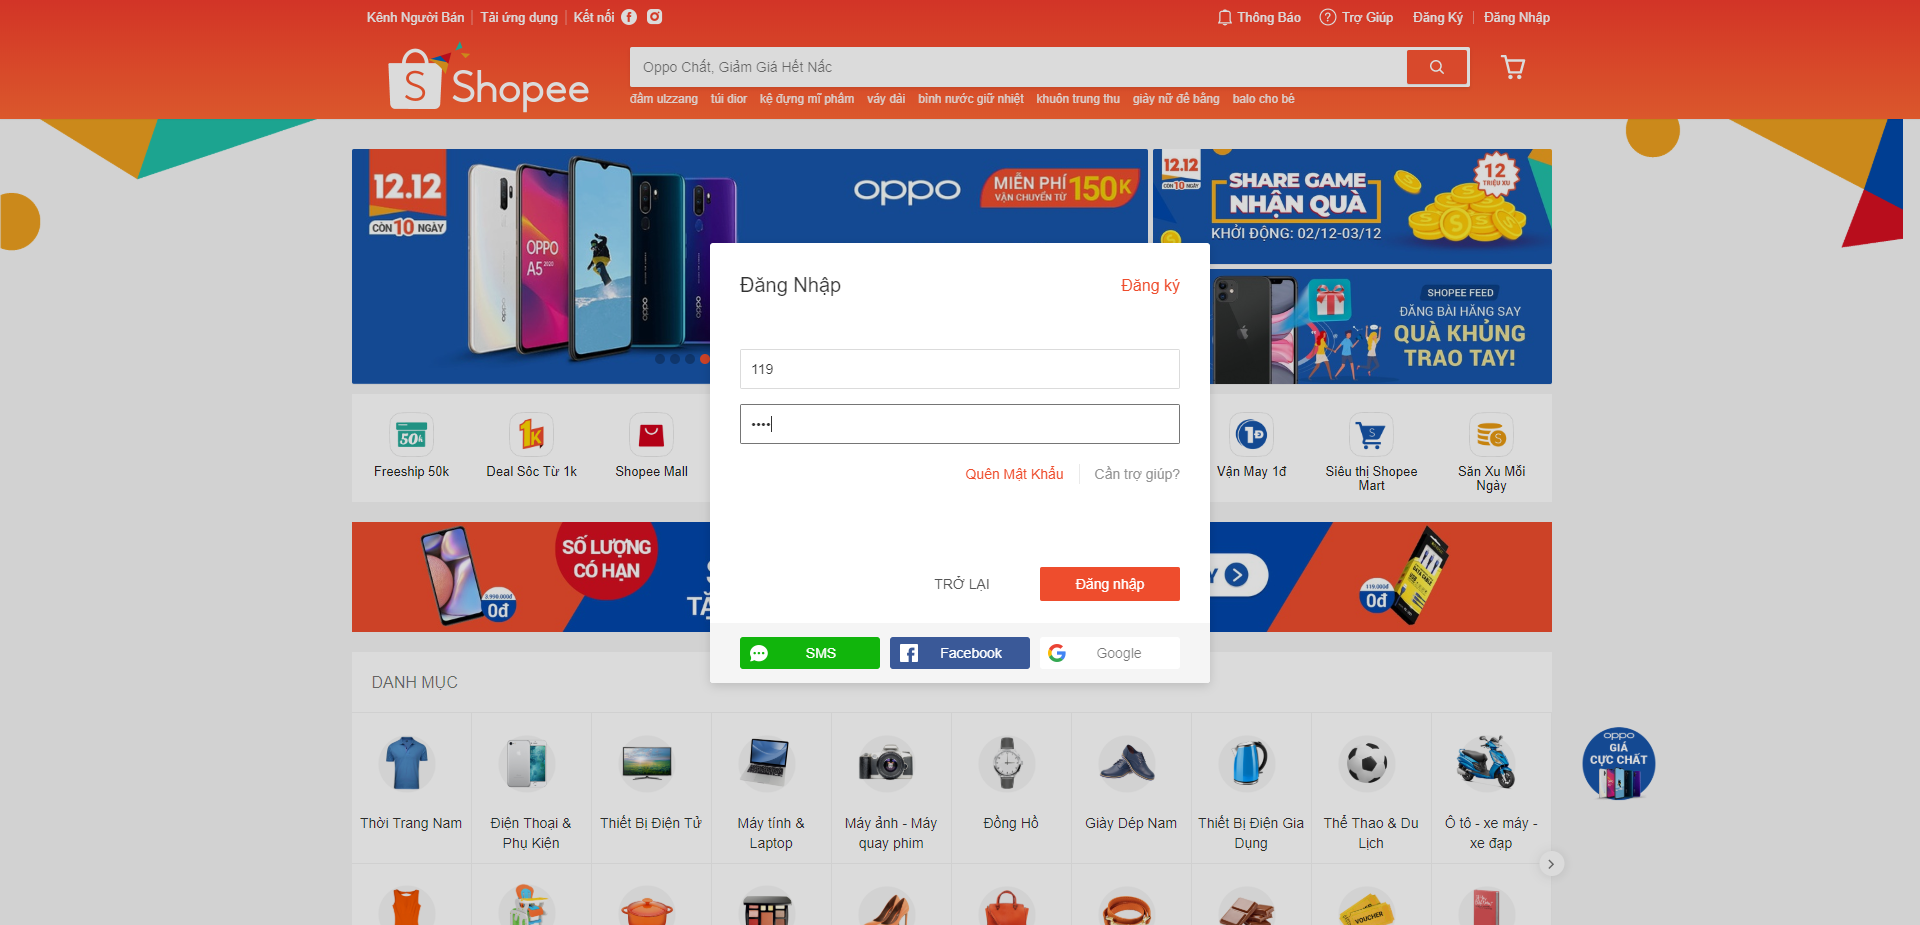 Kênh Người Bán
Tải ứng dụng
Kết nối
Thông Báo
Trợ Giúp
Đăng Ký
Đăng Nhập
Shopee
Oppo Chất, Giảm Giá Hết Nấc
đầm ulzzang
túi dior
kệ đựng mĩ phẩm
váy dài
bình nước giữ nhiệt
khuôn trung thu
giày nữ đế bằng
balo cho bé
12.12
CÒN 10 NGÀY
OPPO
A5 2020
oppo
MIỄN PHÍ
VẬN CHUYỂN TỪ
150K
12.12
CÒN 10 NGÀY
SHARE GAME
NHẬN QUÀ
KHỞI ĐỘNG: 02/12-03/12
12
TRIỆU XU
SHOPEE FEED
ĐĂNG BÀI HĂNG SAY
QUÀ KHỦNG
TRAO TAY!
Đăng Nhập
Đăng ký
119
••••
Quên Mật Khẩu
Cần trợ giúp?
TRỞ LẠI
Đăng nhập
SMS
Facebook
Google
50k
Freeship 50k
1K
Deal Sốc Từ 1k
Shopee Mall
1Đ
Vận May 1đ
Siêu thị Shopee
Mart
Săn Xu Mỗi
Ngày
3.990.000đ
0đ
SỐ LƯỢNG
CÓ HẠN
119.000đ
0đ
DANH MỤC
Thời Trang Nam
Điện Thoại &
Phụ Kiện
Thiết Bị Điện Tử
Máy tính &
Laptop
Máy ảnh - Máy
quay phim
Đồng Hồ
Giày Dép Nam
Thiết Bị Điện Gia
Dụng
Thể Thao & Du
Lịch
Ô tô - xe máy -
xe đạp
oppo
GIÁ
CỰC CHẤT
VOUCHER